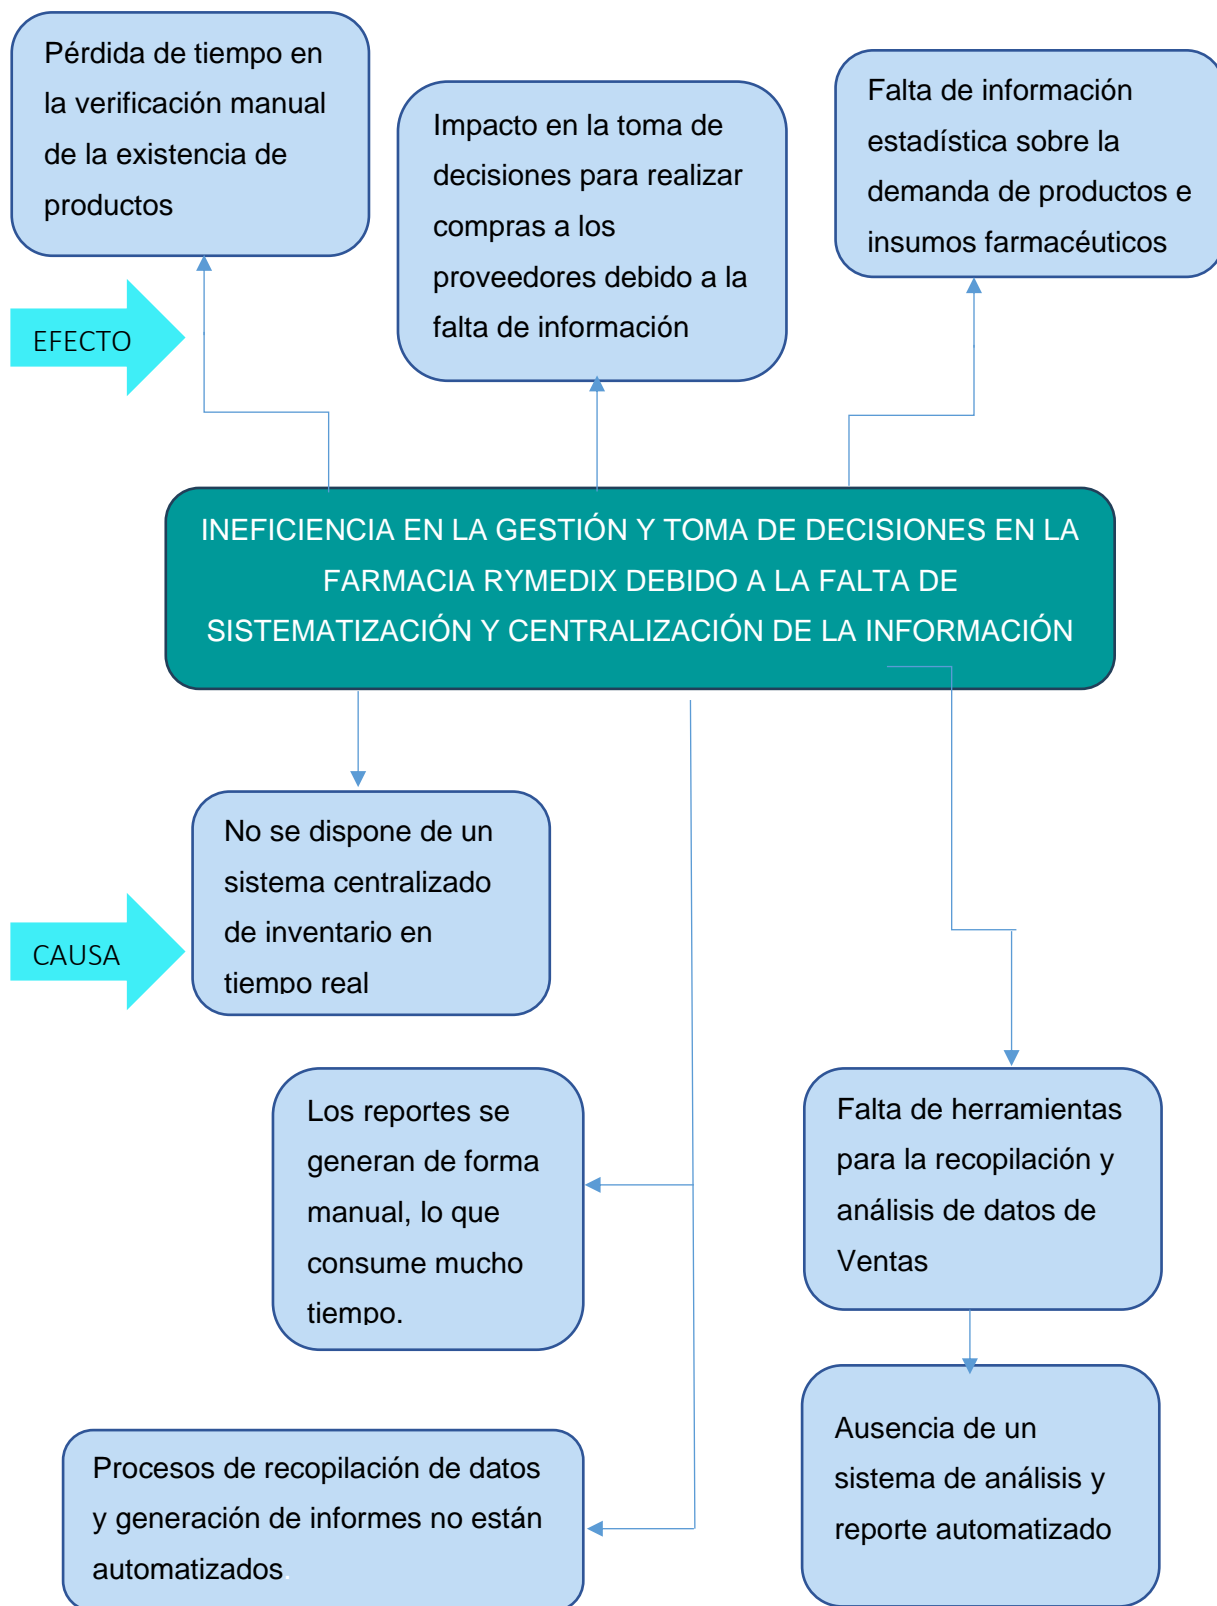 Pérdida de tiempo en
la verificación manual
de la existencia de
productos
Impacto en la toma de
decisiones para realizar
compras a los
proveedores debido a la
falta de información
Falta de información
estadística sobre la
demanda de productos e
insumos farmacéuticos
EFECTO
INEFICIENCIA EN LA GESTIÓN Y TOMA DE DECISIONES EN LA
FARMACIA RYMEDIX DEBIDO A LA FALTA DE
SISTEMATIZACIÓN Y CENTRALIZACIÓN DE LA INFORMACIÓN
No se dispone de un
sistema centralizado
de inventario en
tiempo real
CAUSA
Los reportes se
generan de forma
manual, lo que
consume mucho
tiempo.
Falta de herramientas
para la recopilación y
análisis de datos de
Ventas
Procesos de recopilación de datos
y generación de informes no están
automatizados.
Ausencia de un
sistema de análisis y
reporte automatizado